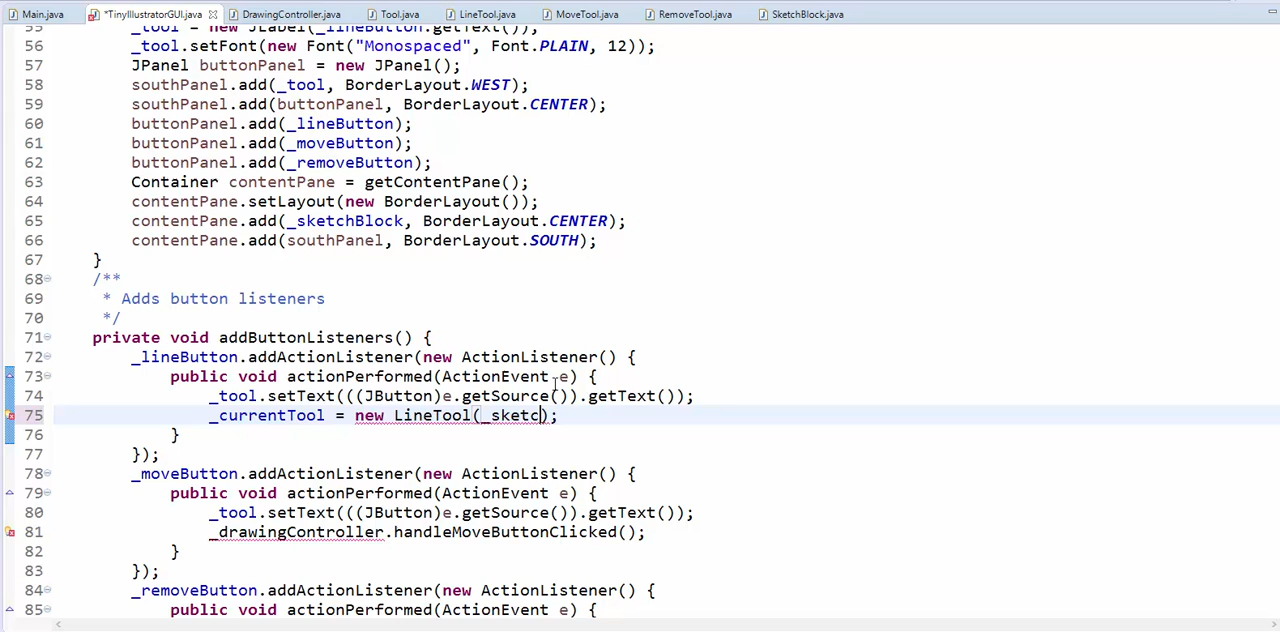 Main.java *TinyIllustratorGUI.java DrawingController.java Tool.java LineTool.java MoveTool.java RemoveTool.java SketchBlock.java
55 _tool = new JLabel(_lineButton.getText());
56 _tool.setFont(new Font("Monospaced", Font.PLAIN, 12));
57 JPanel buttonPanel = new JPanel();
58 southPanel.add(_tool, BorderLayout.WEST);
59 southPanel.add(buttonPanel, BorderLayout.CENTER);
60 buttonPanel.add(_lineButton);
61 buttonPanel.add(_moveButton);
62 buttonPanel.add(_removeButton);
63 Container contentPane = getContentPane();
64 contentPane.setLayout(new BorderLayout());
65 contentPane.add(_sketchBlock, BorderLayout.CENTER);
66 contentPane.add(southPanel, BorderLayout.SOUTH);
67 }
68 /**
69 * Adds button listeners
70 */
71 private void addButtonListeners() {
72 _lineButton.addActionListener(new ActionListener() {
73 public void actionPerformed(ActionEvent e) {
74 _tool.setText(((JButton)e.getSource()).getText());
75 _currentTool = new LineTool(_sketc);
76 }
77 });
78 _moveButton.addActionListener(new ActionListener() {
79 public void actionPerformed(ActionEvent e) {
80 _tool.setText(((JButton)e.getSource()).getText());
81 _drawingController.handleMoveButtonClicked();
82 }
83 });
84 _removeButton.addActionListener(new ActionListener() {
85 public void actionPerformed(ActionEvent e) {